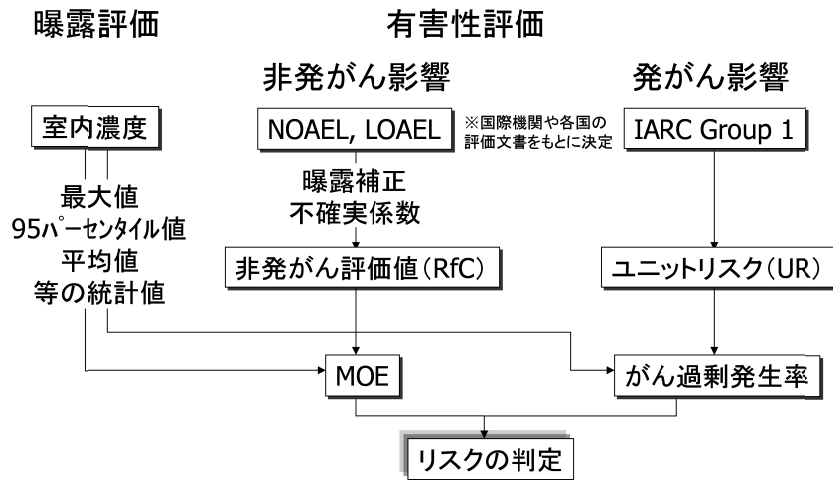 曝露評価
有害性評価
非発がん影響
発がん影響
室内濃度
NOAEL, LOAEL
※国際機関や各国の
評価文書をもとに決定
IARC Group 1
最大値
95ﾊﾟｰｾﾝﾀｲﾙ値
平均値
等の統計値
曝露補正
不確実係数
非発がん評価値(RfC)
ユニットリスク(UR)
MOE
がん過剰発生率
リスクの判定